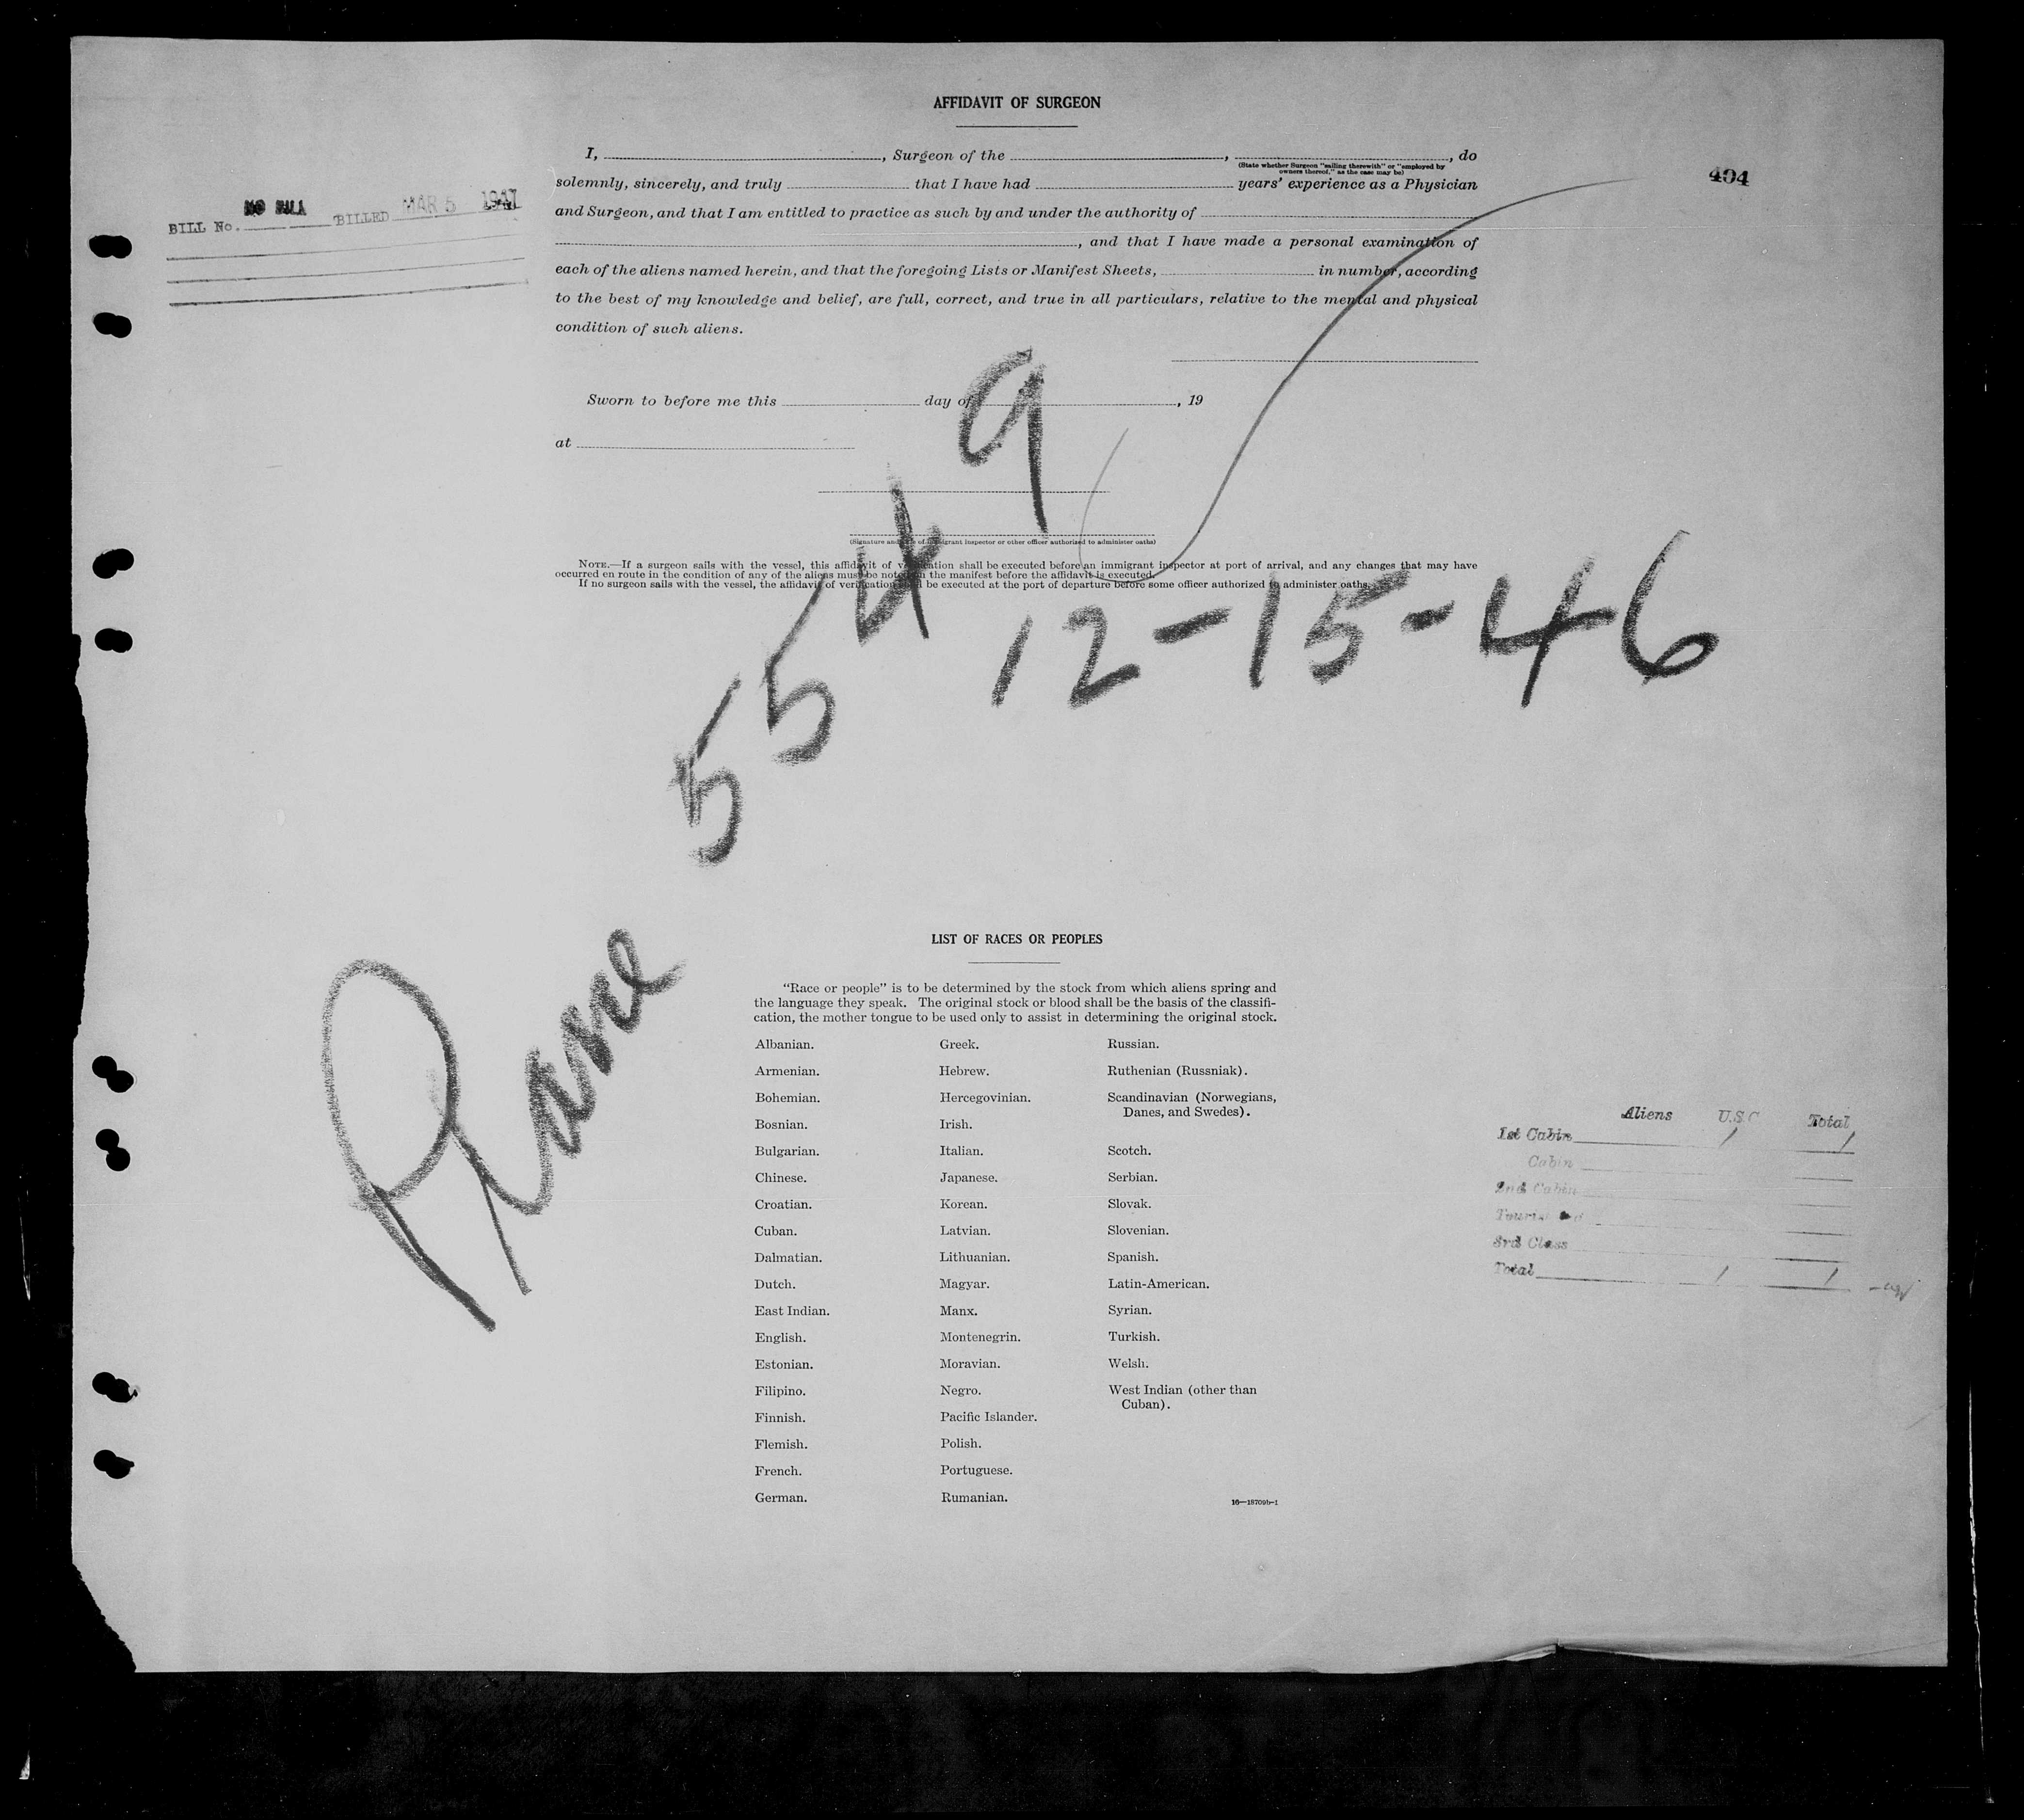 AFFIDAVIT OF SURGEON
I, , Surgeon of the , , do
(State whether Surgeon "sailing therewith" or "employed by
owners thereof," as the case may be)
404
solemnly, sincerely, and truly that I have had years' experience as a Physician
BILL No. BILLED MAR 5 1947
and Surgeon, and that I am entitled to practice as such by and under the authority of
, and that I have made a personal examination of
each of the aliens named herein, and that the foregoing Lists or Manifest Sheets, in number, according
to the best of my knowledge and belief, are full, correct, and true in all particulars, relative to the mental and physical
condition of such aliens.
Sworn to before me this day of , 19
at
(Signature and of immigrant inspector or other officer authorized to administer oaths)
NOTE.—If a surgeon sails with the vessel, this affidavit of verification shall be executed before an immigrant inspector at port of arrival, and any changes that may have
occurred en route in the condition of any of the aliens must be noted on the manifest before the affidavit is executed.
If no surgeon sails with the vessel, the affidavit of verification shall be executed at the port of departure before some officer authorized to administer oaths.
Plane 5549
12-15-46
LIST OF RACES OR PEOPLES
"Race or people" is to be determined by the stock from which aliens spring and
the language they speak. The original stock or blood shall be the basis of the classifi-
cation, the mother tongue to be used only to assist in determining the original stock.
Albanian. Greek. Russian.
Armenian. Hebrew. Ruthenian (Russniak).
Bohemian. Hercegovinian. Scandinavian (Norwegians,
Danes, and Swedes).
Bosnian. Irish.
Bulgarian. Italian. Scotch.
Chinese. Japanese. Serbian.
Croatian. Korean. Slovak.
Cuban. Latvian. Slovenian.
Dalmatian. Lithuanian. Spanish.
Dutch. Magyar. Latin-American.
East Indian. Manx. Syrian.
English. Montenegrin. Turkish.
Estonian. Moravian. Welsh.
Filipino. Negro. West Indian (other than
Cuban).
Finnish. Pacific Islander.
Flemish. Polish.
French. Portuguese.
German. Rumanian.
16—18709b-1
Aliens U.S.C Total
1st Cabin 1 1
Cabin
2nd Cabin
3rd Class
Total 1 1